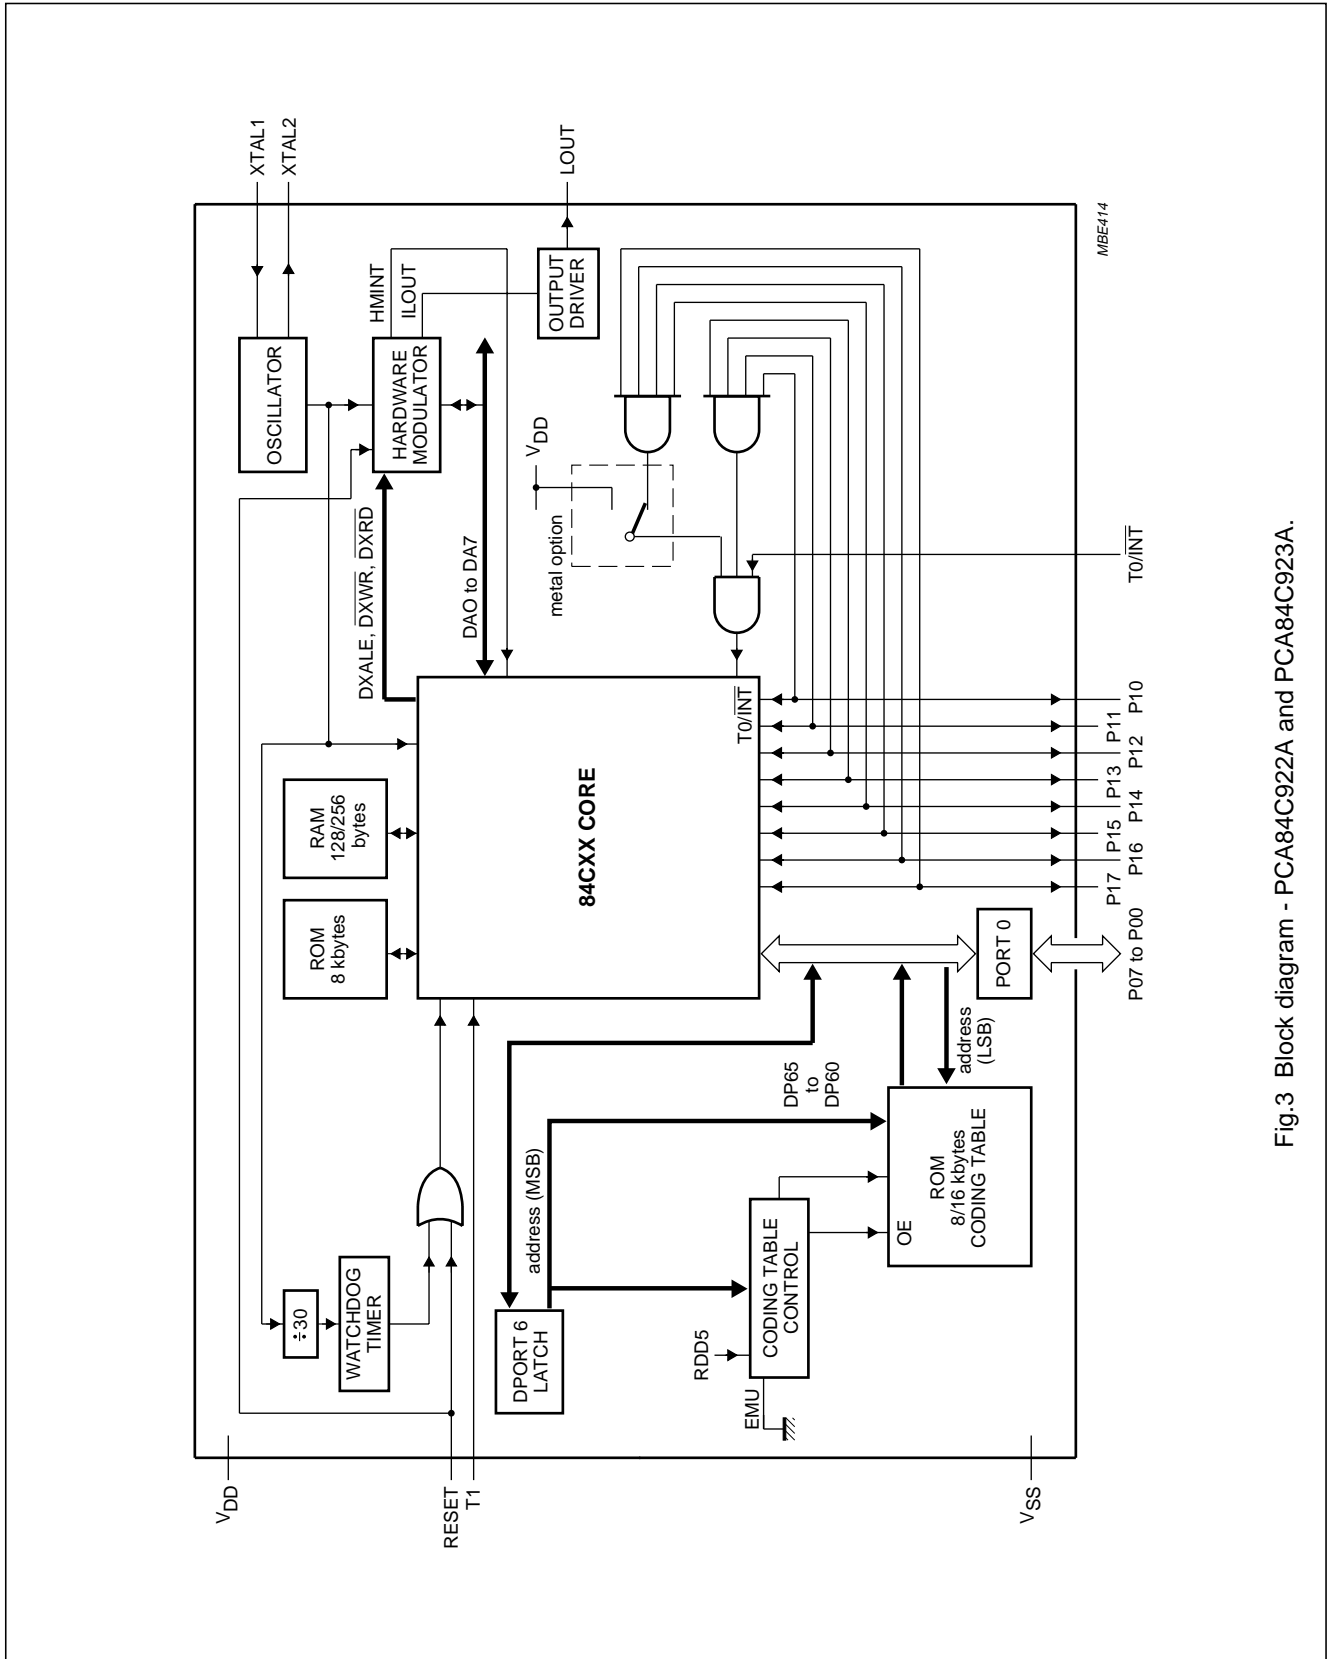 XTAL1
XTAL2
LOUT
OSCILLATOR
HARDWARE
MODULATOR
HMINT
ILOUT
OUTPUT
DRIVER
MBE414
VDD
metal option
DXALE, DXWR, DXRD
DAO to DA7
T0/INT
T0/INT
RAM
128/256
bytes
ROM
8 kbytes
84CXX CORE
P10
P11
P12
P13
P14
P15
P16
P17
P07 to P00
PORT 0
address
(LSB)
DP65
to
DP60
address (MSB)
÷30
WATCHDOG
TIMER
DPORT 6
LATCH
RDD5
EMU
CODING TABLE
CONTROL
OE
ROM
8/16 kbytes
CODING TABLE
VDD
RESET
T1
VSS
Fig.3 Block diagram - PCA84C922A and PCA84C923A.